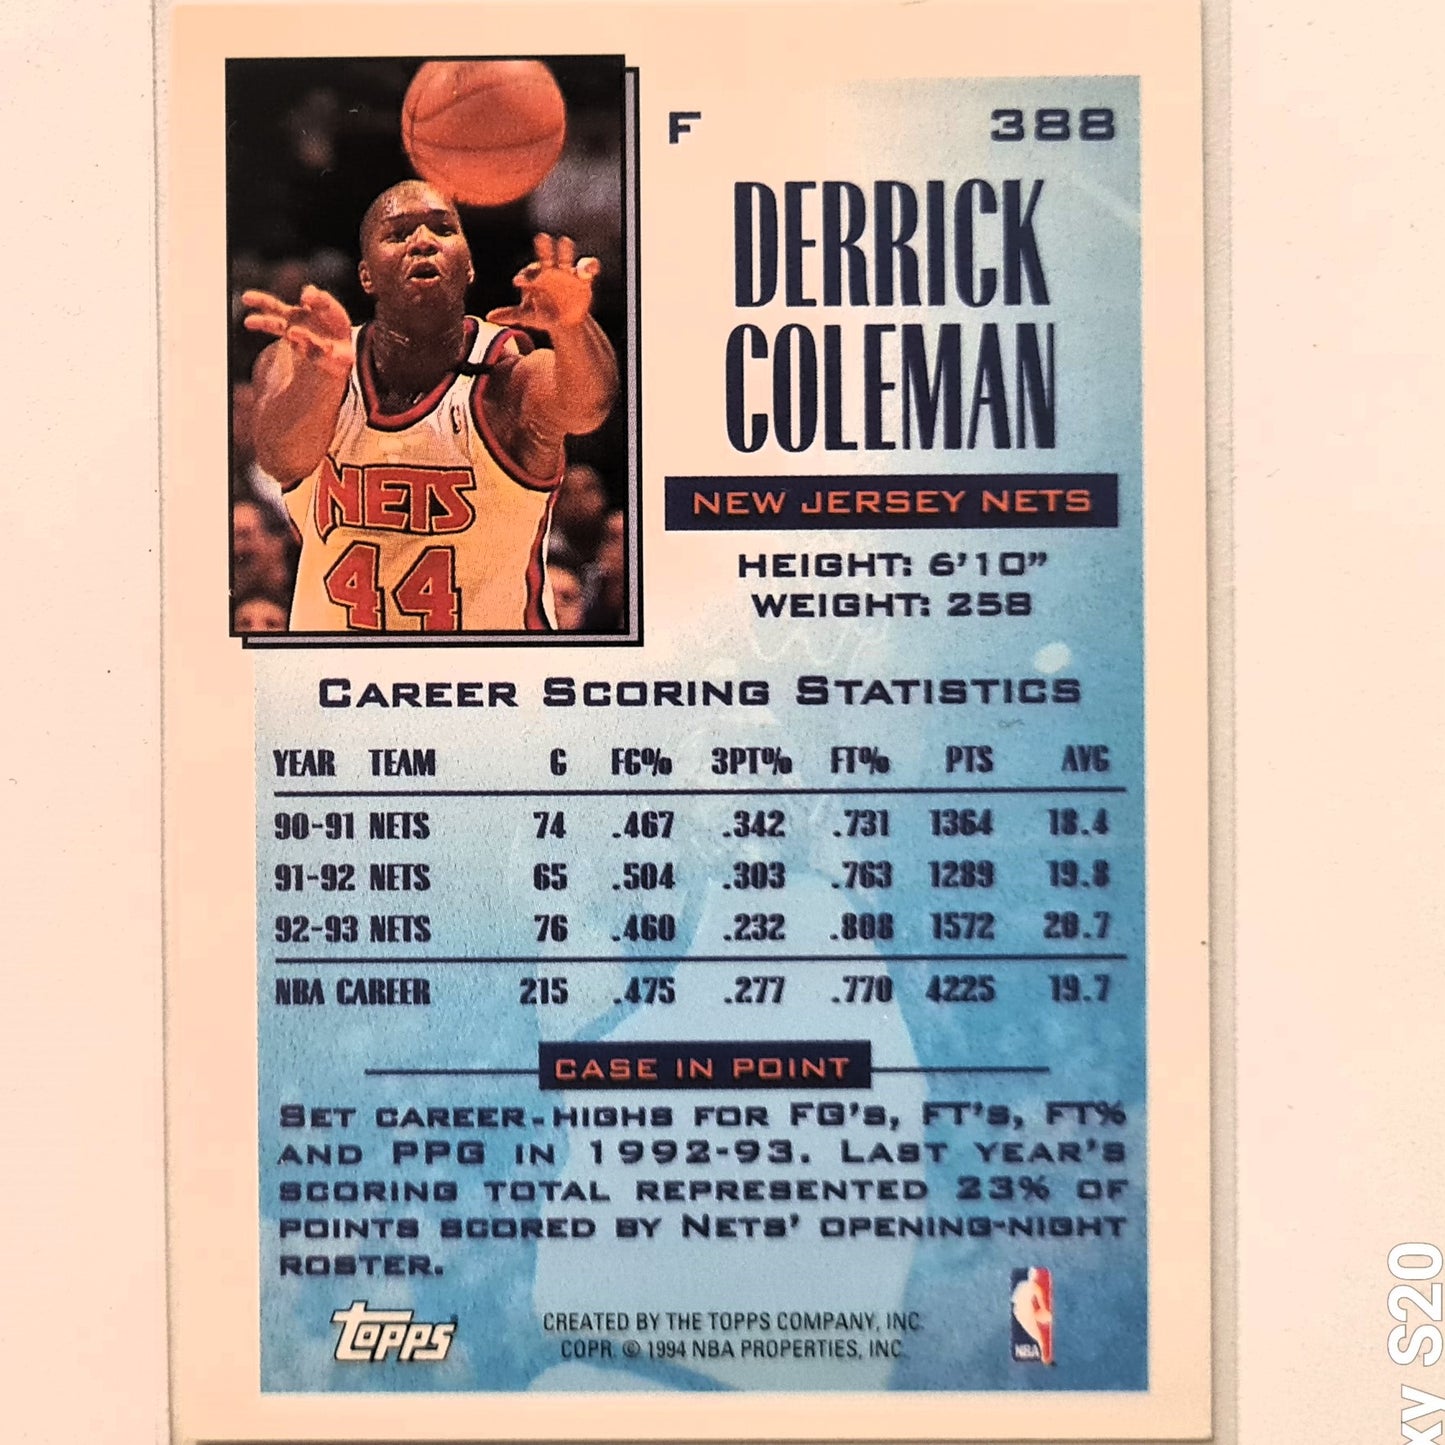 F
388
DERRICK
COLEMAN
NEW JERSEY NETS
HEIGHT: 6'10"
WEIGHT: 258
NETS
44
CAREER SCORING STATISTICS
YEAR TEAM G FG% 3PT% FT% PTS AVG
90-91 NETS 74 .467 .342 .731 1364 18.4
91-92 NETS 65 .504 .303 .763 1289 19.8
92-93 NETS 76 .460 .232 .808 1572 20.7
NBA CAREER 215 .475 .277 .770 4225 19.7
CASE IN POINT
SET CAREER-HIGHS FOR FG'S, FT'S, FT%
AND PPG IN 1992-93. LAST YEAR'S
SCORING TOTAL REPRESENTED 23% OF
POINTS SCORED BY NETS' OPENING-NIGHT
ROSTER.
Topps
CREATED BY THE TOPPS COMPANY, INC.
COPR. © 1994 NBA PROPERTIES, INC.
NBA
xy S20